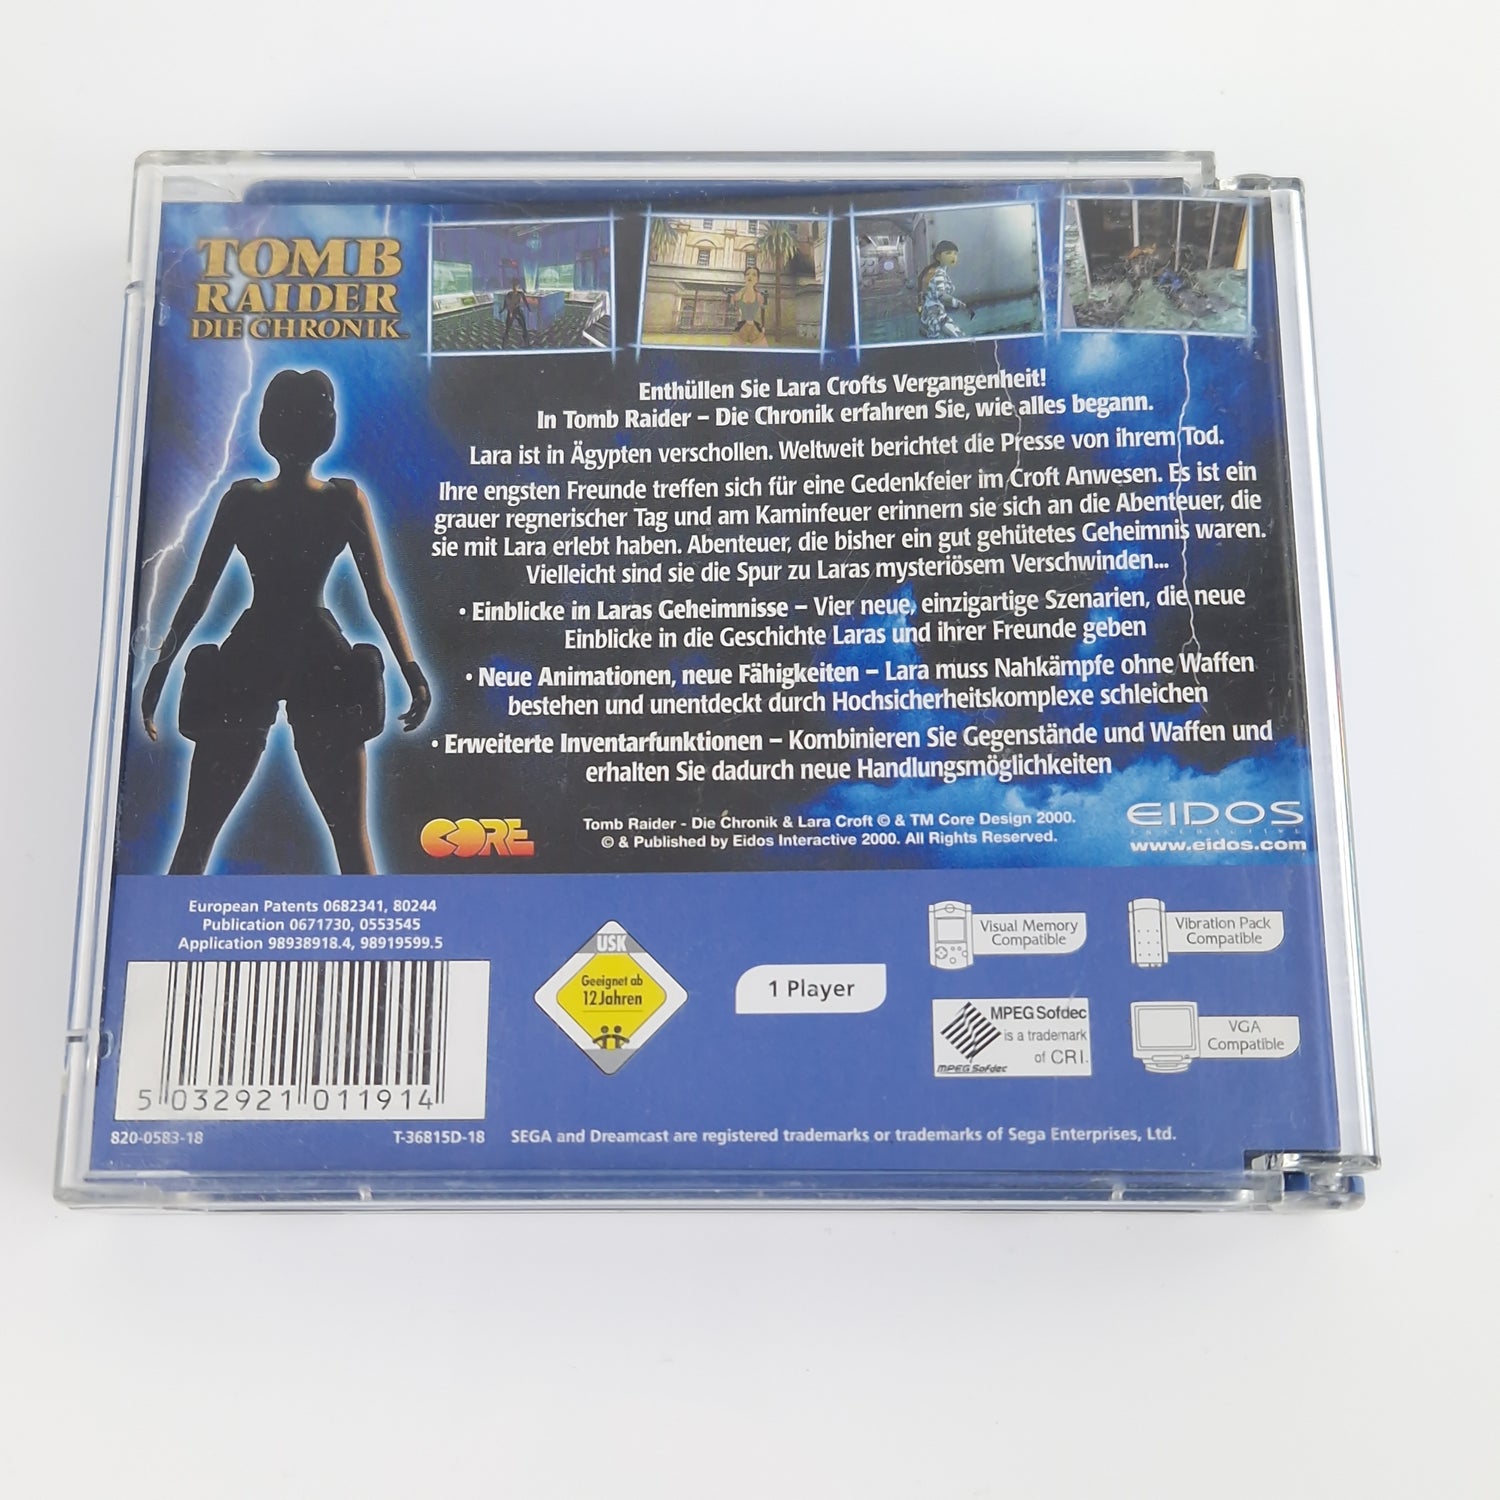 TOMB
RAIDER
DIE CHRONIK™
Enthüllen Sie Lara Crofts Vergangenheit!
In Tomb Raider – Die Chronik erfahren Sie, wie alles begann.
Lara ist in Ägypten verschollen. Weltweit berichtet die Presse von ihrem Tod.
Ihre engsten Freunde treffen sich für eine Gedenkfeier im Croft Anwesen. Es ist ein
grauer regnerischer Tag und am Kaminfeuer erinnern sie sich an die Abenteuer, die
sie mit Lara erlebt haben. Abenteuer, die bisher ein gut gehütetes Geheimnis waren.
Vielleicht sind sie die Spur zu Laras mysteriösem Verschwinden...
• Einblicke in Laras Geheimnisse – Vier neue, einzigartige Szenarien, die neue
Einblicke in die Geschichte Laras und ihrer Freunde geben
• Neue Animationen, neue Fähigkeiten – Lara muss Nahkämpfe ohne Waffen
bestehen und unentdeckt durch Hochsicherheitskomplexe schleichen
• Erweiterte Inventarfunktionen – Kombinieren Sie Gegenstände und Waffen und
erhalten Sie dadurch neue Handlungsmöglichkeiten
CORE
Tomb Raider - Die Chronik & Lara Croft © & TM Core Design 2000.
© & Published by Eidos Interactive 2000. All Rights Reserved.
EIDOS
INTERACTIVE
www.eidos.com
European Patents 0682341, 80244
Publication 0671730, 0553545
Application 98938918.4, 98919599.5
5 032921 011914
820-0583-18
T-36815D-18
USK
Geeignet ab
12 Jahren
1 Player
Visual Memory
Compatible
Vibration Pack
Compatible
MPEG Sofdec
is a trademark
of CRI.
MPEG Sofdec
VGA
Compatible
SEGA and Dreamcast are registered trademarks or trademarks of Sega Enterprises, Ltd.